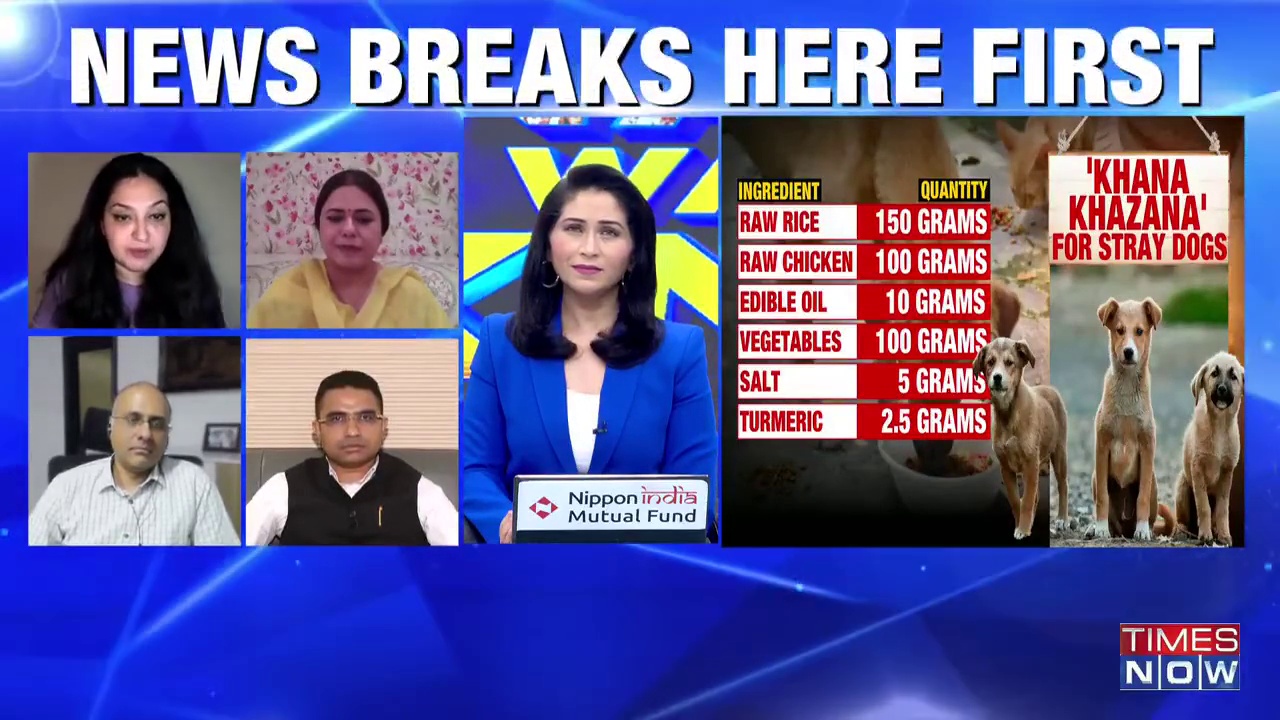 NEWS BREAKS HERE FIRST
INGREDIENT QUANTITY
RAW RICE 150 GRAMS
RAW CHICKEN 100 GRAMS
EDIBLE OIL 10 GRAMS
VEGETABLES 100 GRAMS
SALT 5 GRAMS
TURMERIC 2.5 GRAMS
'KHANA
KHAZANA'
FOR STRAY DOGS
Nippon india
Mutual Fund
TIMES
NOW